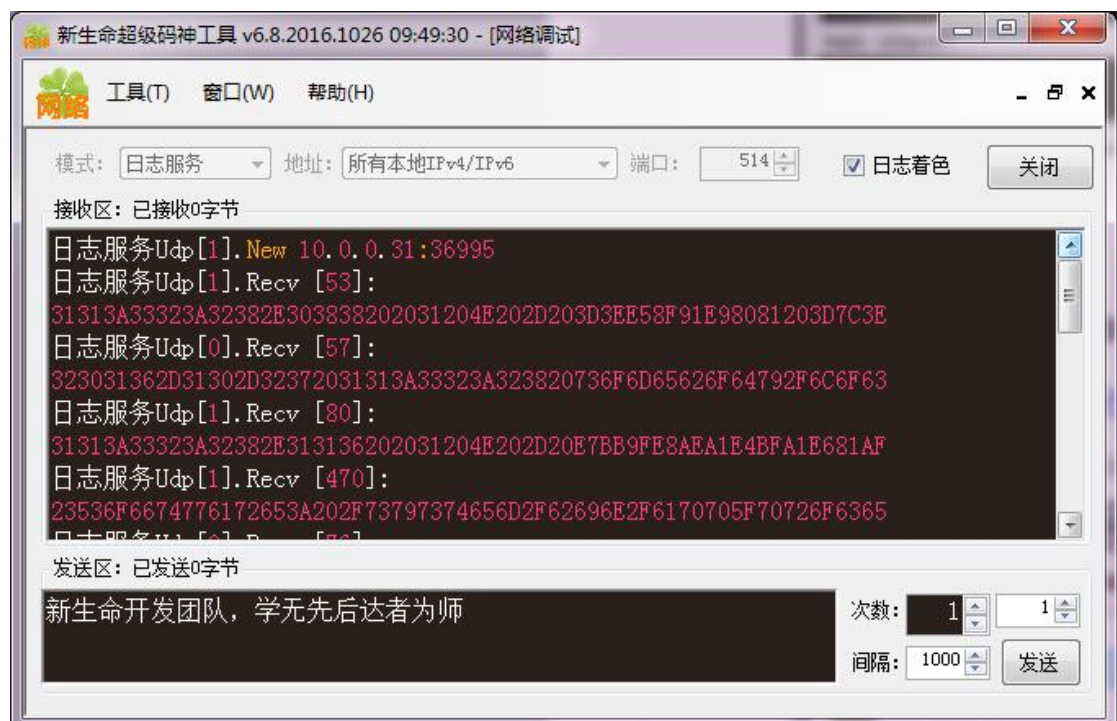 新生命超级码神工具 v6.8.2016.1026 09:49:30 - [网络调试]
网络 工具(T) 窗口(W) 帮助(H)
模式: 日志服务 地址: 所有本地IPv4/IPv6 端口: 514 日志着色 关闭
接收区: 已接收0字节
日志服务Udp[1].New 10.0.0.31:36995
日志服务Udp[1].Recv [53]:
31313A33323A32382E303838202031204E202D203D3EE58F91E98081203D7C3E
日志服务Udp[0].Recv [57]:
323031362D31302D32372031313A33323A323820736F6D65626F64792F6C6F63
日志服务Udp[1].Recv [80]:
31313A33323A32382E313136202031204E202D20E7BB9FE8AEA1E4BFA1E681AF
日志服务Udp[1].Recv [470]:
23536F6674776172653A202F73797374656D2F62696E2F6170705F70726F6365
发送区: 已发送0字节
新生命开发团队，学无先后达者为师
次数: 1 1
间隔: 1000 发送